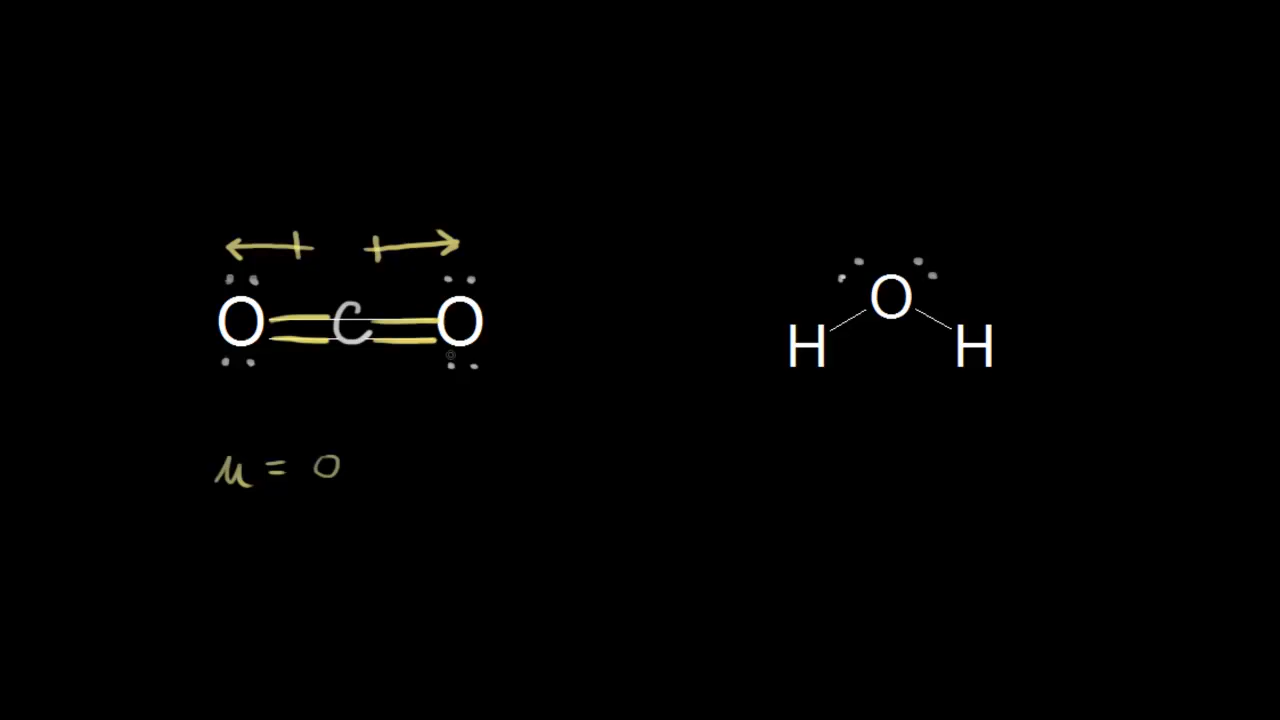 O=C=O
O
H H
μ = 0